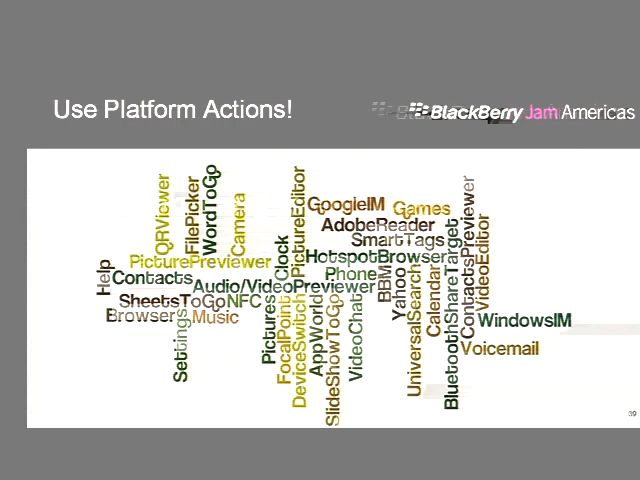 Use Platform Actions!
BlackBerry Jam Americas
QRViewer
FilePicker
WordToGo
Camera
PictureEditor
GoogleIM
Games
AdobeReader
SmartTags
ContactsPreviewer
VideoEditor
Clock
HotspotBrowser
BluetoothShareTarget
PicturePreviewer
Help
Contacts
Phone
BBM
Yahoo
UniversalSearch
Calendar
Audio/VideoPreviewer
SheetsToGo
NFC
Browser
Music
Settings
Pictures
FocalPoint
DeviceSwitch
AppWorld
SlideShowToGo
VideoChat
WindowsIM
Voicemail
39